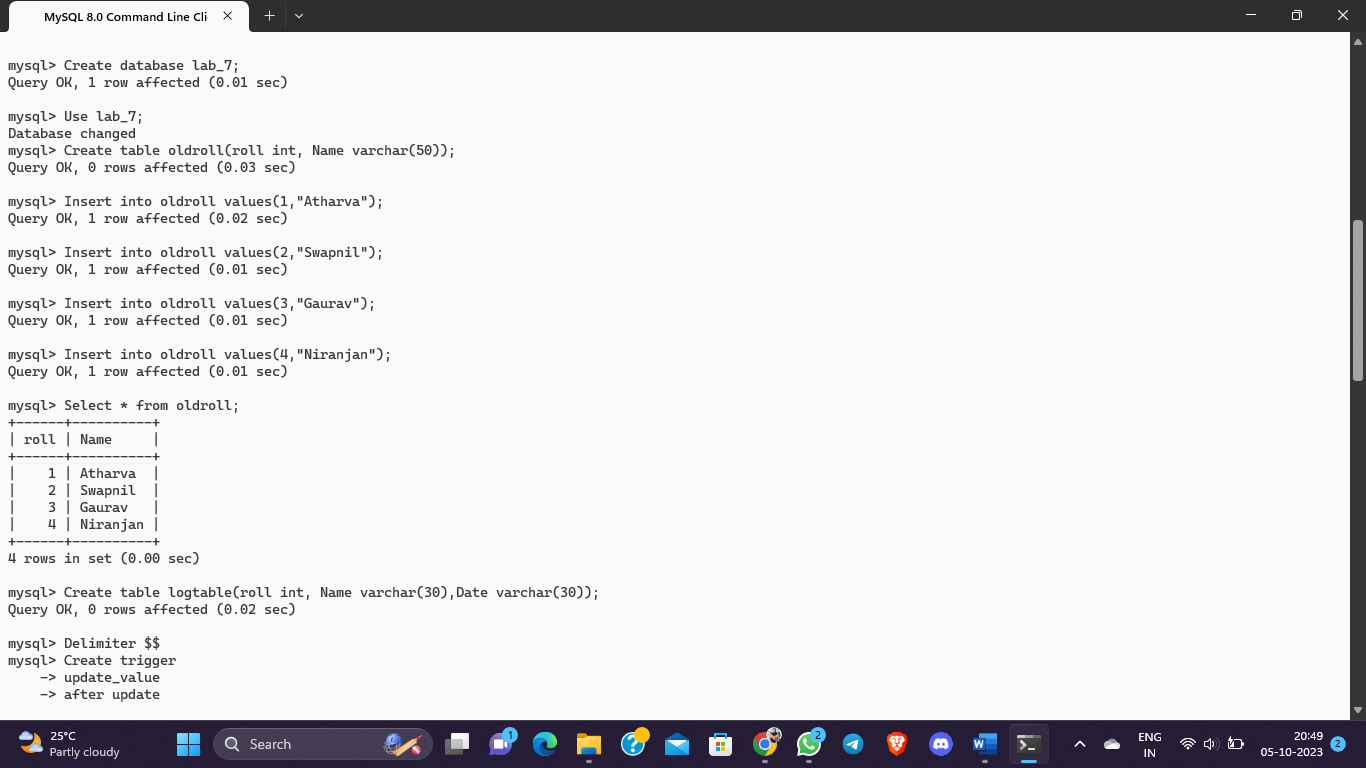 MySQL 8.0 Command Line Cli
mysql> Create database lab_7;
Query OK, 1 row affected (0.01 sec)
mysql> Use lab_7;
Database changed
mysql> Create table oldroll(roll int, Name varchar(50));
Query OK, 0 rows affected (0.03 sec)
mysql> Insert into oldroll values(1,"Atharva");
Query OK, 1 row affected (0.02 sec)
mysql> Insert into oldroll values(2,"Swapnil");
Query OK, 1 row affected (0.01 sec)
mysql> Insert into oldroll values(3,"Gaurav");
Query OK, 1 row affected (0.01 sec)
mysql> Insert into oldroll values(4,"Niranjan");
Query OK, 1 row affected (0.01 sec)
mysql> Select * from oldroll;
+------+----------+
| roll | Name     |
+------+----------+
|    1 | Atharva  |
|    2 | Swapnil  |
|    3 | Gaurav   |
|    4 | Niranjan |
+------+----------+
4 rows in set (0.00 sec)
mysql> Create table logtable(roll int, Name varchar(30),Date varchar(30));
Query OK, 0 rows affected (0.02 sec)
mysql> Delimiter $$
mysql> Create trigger
    -> update_value
    -> after update
25°C
Partly cloudy
Search
1
2
W
ENG
IN
20:49
05-10-2023
2